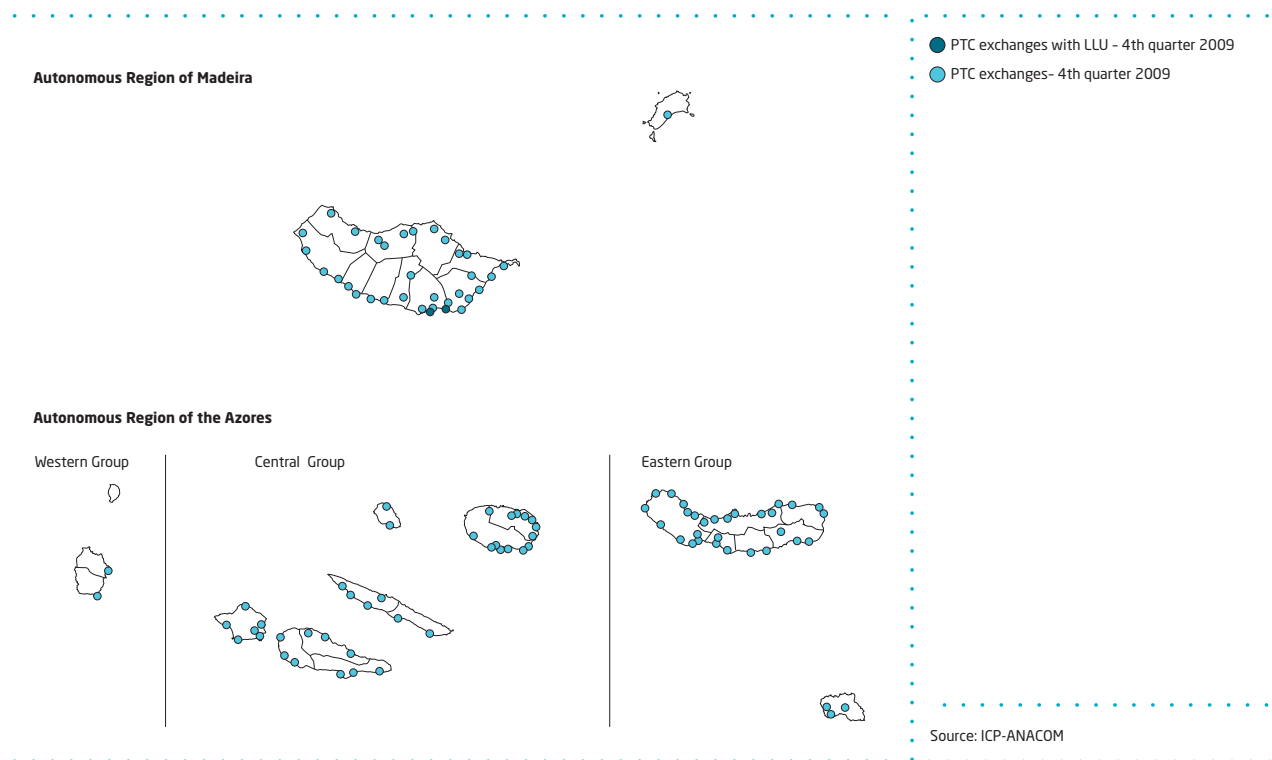 PTC exchanges with LLU – 4th quarter 2009
PTC exchanges– 4th quarter 2009
Autonomous Region of Madeira
Autonomous Region of the Azores
Western Group
Central Group
Eastern Group
Source: ICP-ANACOM